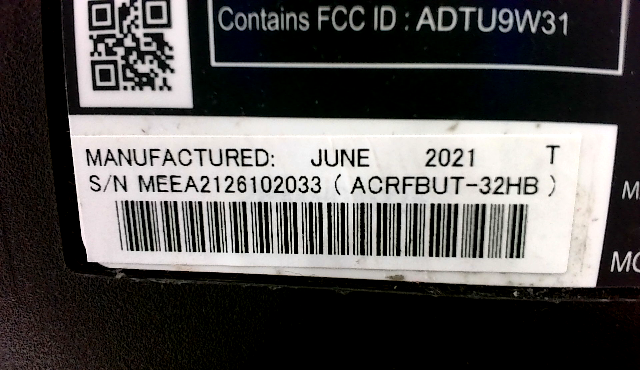 Contains FCC ID : ADTU9W31
MANUFACTURED: JUNE 2021 T
S/N MEEA2126102033 ( ACRFBUT-32HB )